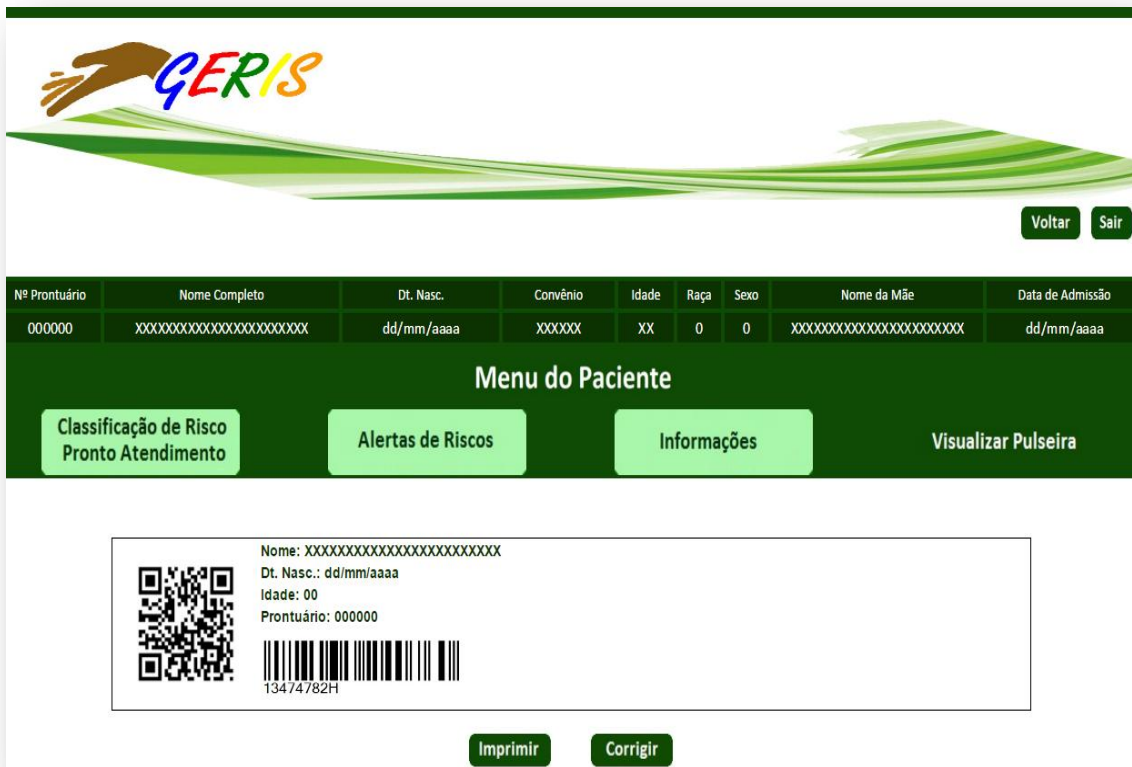 GERIS
Voltar Sair
Nº Prontuário Nome Completo Dt. Nasc. Convênio Idade Raça Sexo Nome da Mãe Data de Admissão
000000 XXXXXXXXXXXXXXXXXXXXXXX dd/mm/aaaa XXXXXX XX 0 0 XXXXXXXXXXXXXXXXXXXXXXX dd/mm/aaaa
Menu do Paciente
Classificação de Risco
Pronto Atendimento
Alertas de Riscos
Informações
Visualizar Pulseira
Nome: XXXXXXXXXXXXXXXXXXXXXXXX
Dt. Nasc.: dd/mm/aaaa
Idade: 00
Prontuário: 000000
13474782H
Imprimir Corrigir